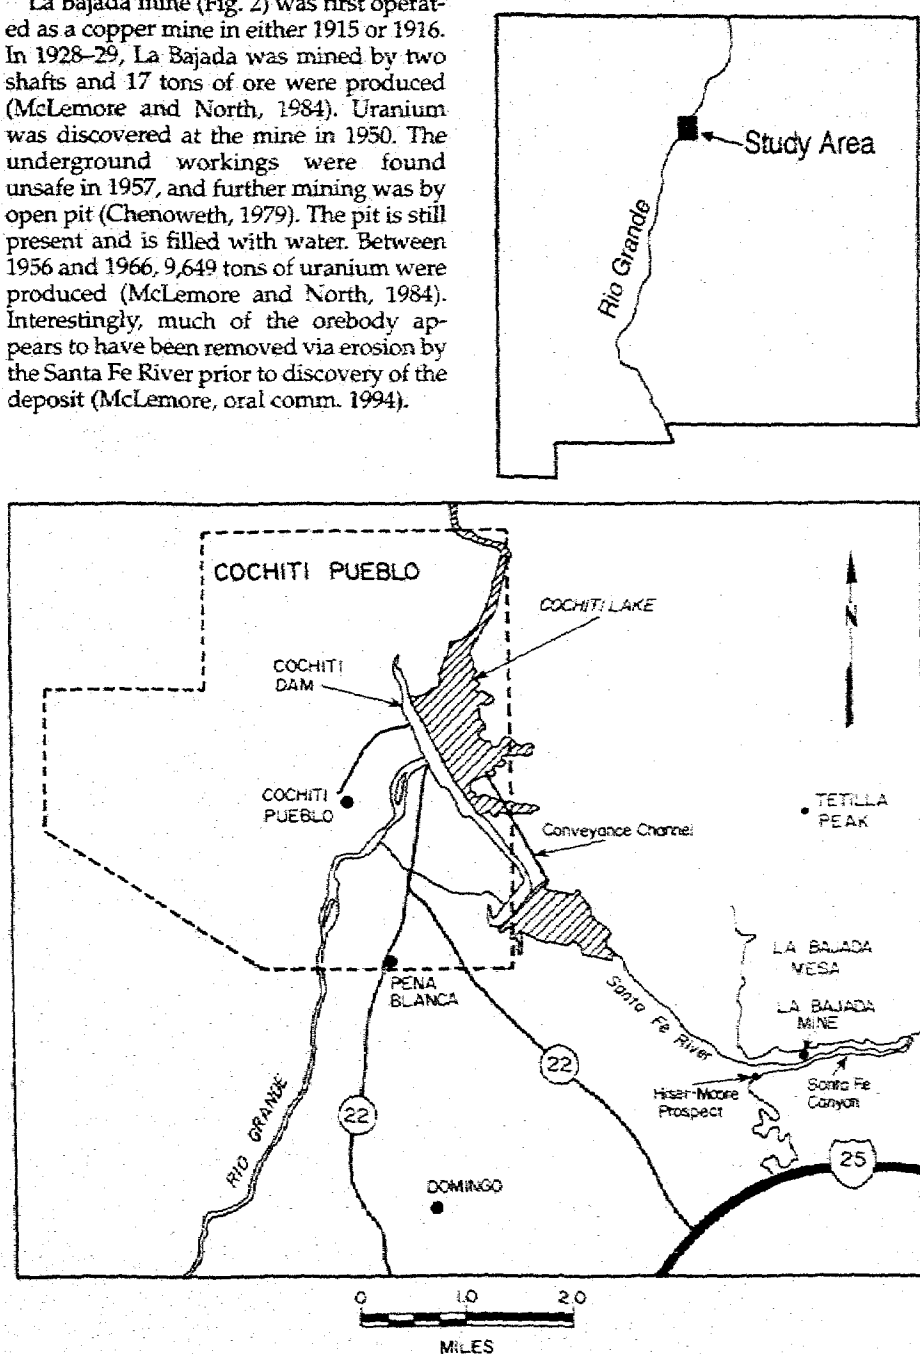 La Bajada mine (Fig. 2) was first operat-
ed as a copper mine in either 1915 or 1916.
In 1928–29, La Bajada was mined by two
shafts and 17 tons of ore were produced
(McLemore and North, 1984). Uranium
was discovered at the mine in 1950. The
underground workings were found
unsafe in 1957, and further mining was by
open pit (Chenoweth, 1979). The pit is still
present and is filled with water. Between
1956 and 1966, 9,649 tons of uranium were
produced (McLemore and North, 1984).
Interestingly, much of the orebody ap-
pears to have been removed via erosion by
the Santa Fe River prior to discovery of the
deposit (McLemore, oral comm. 1994).
Study Area
Rio Grande
COCHITI PUEBLO
COCHITI LAKE
N
COCHITI
DAM
COCHITI
PUEBLO
TETILLA
PEAK
Conveyance Channel
LA BAJADA
MESA
PENA
BLANCA
Santa Fe River
LA BAJADA
MINE
22
Hiser-Moore
Prospect
Santa Fe
Canyon
RIO GRANDE
22
25
DOMINGO
0 1.0 2.0
MILES